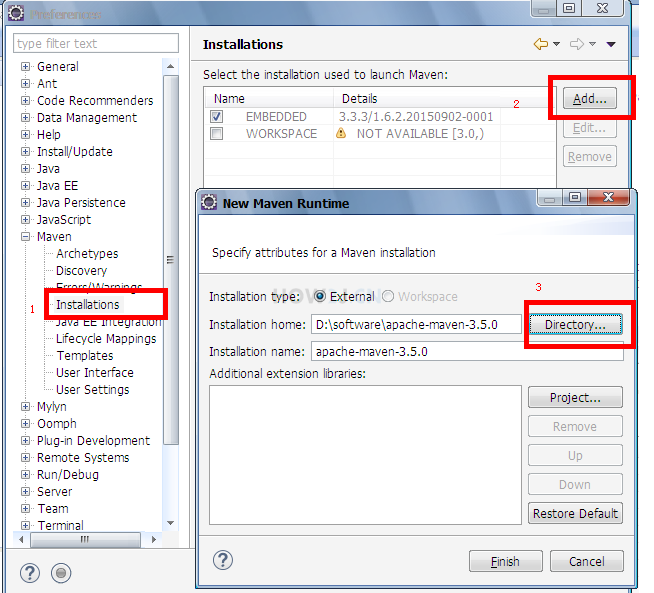 Preferences
type filter text
General
Ant
Code Recommenders
Data Management
Help
Install/Update
Java
Java EE
Java Persistence
JavaScript
Maven
Archetypes
Discovery
Errors/Warnings
1
Installations
Java EE Integration
Lifecycle Mappings
Templates
User Interface
User Settings
Mylyn
Oomph
Plug-in Development
Remote Systems
Run/Debug
Server
Team
Terminal
Installations
Select the installation used to launch Maven:
Name Details
EMBEDDED 3.3.3/1.6.2.20150902-0001
WORKSPACE NOT AVAILABLE [3.0,)
2
Add...
Edit...
Remove
New Maven Runtime
Specify attributes for a Maven installation
3
Installation type: External Workspace
Installation home: D:\software\apache-maven-3.5.0 Directory...
Installation name: apache-maven-3.5.0
Additional extension libraries:
Project...
Remove
Up
Down
Restore Default
Finish Cancel